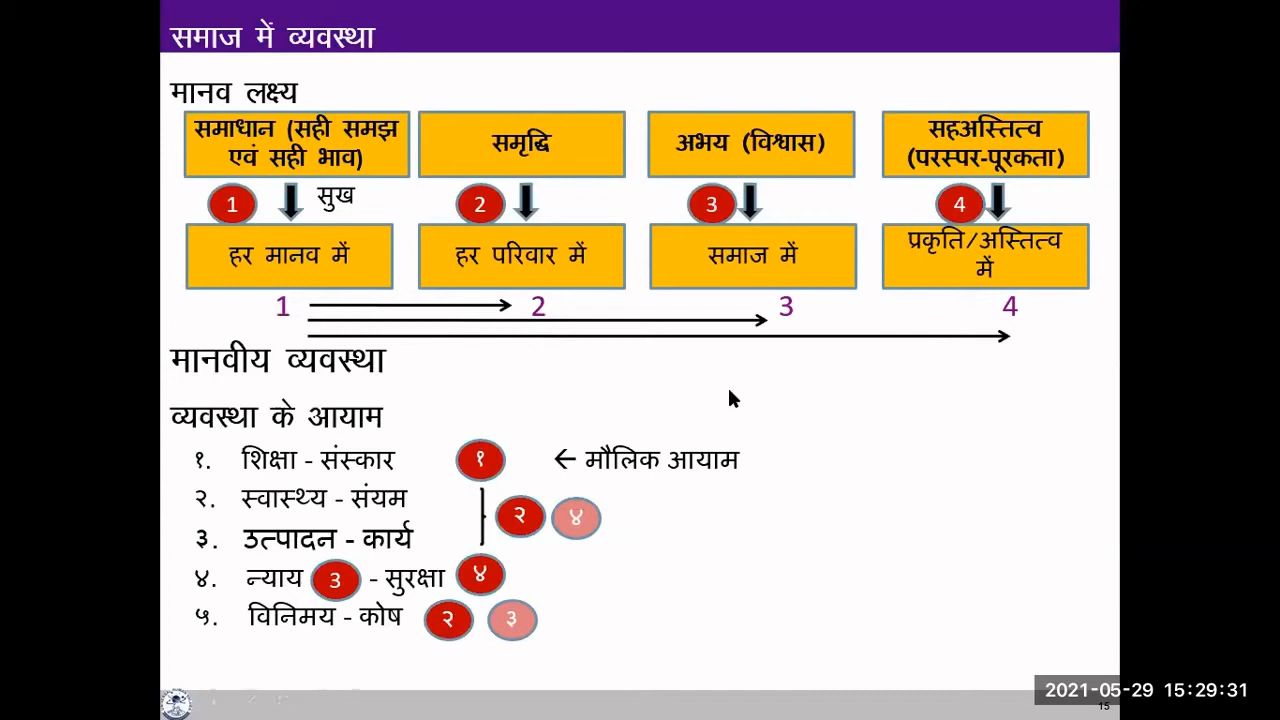 समाज में व्यवस्था
मानव लक्ष्य
समाधान (सही समझ एवं सही भाव)
समृद्धि
अभय (विश्वास)
सहअस्तित्व (परस्पर-पूरकता)
1 सुख
2
3
4
हर मानव में
हर परिवार में
समाज में
प्रकृति/अस्तित्व में
1 2 3 4
मानवीय व्यवस्था
व्यवस्था के आयाम
१. शिक्षा - संस्कार १ ← मौलिक आयाम
२. स्वास्थ्य - संयम
२ ४
३. उत्पादन - कार्य
४. न्याय 3 - सुरक्षा ४
५. विनिमय - कोष २ ३
2021-05-29 15:29:31
15